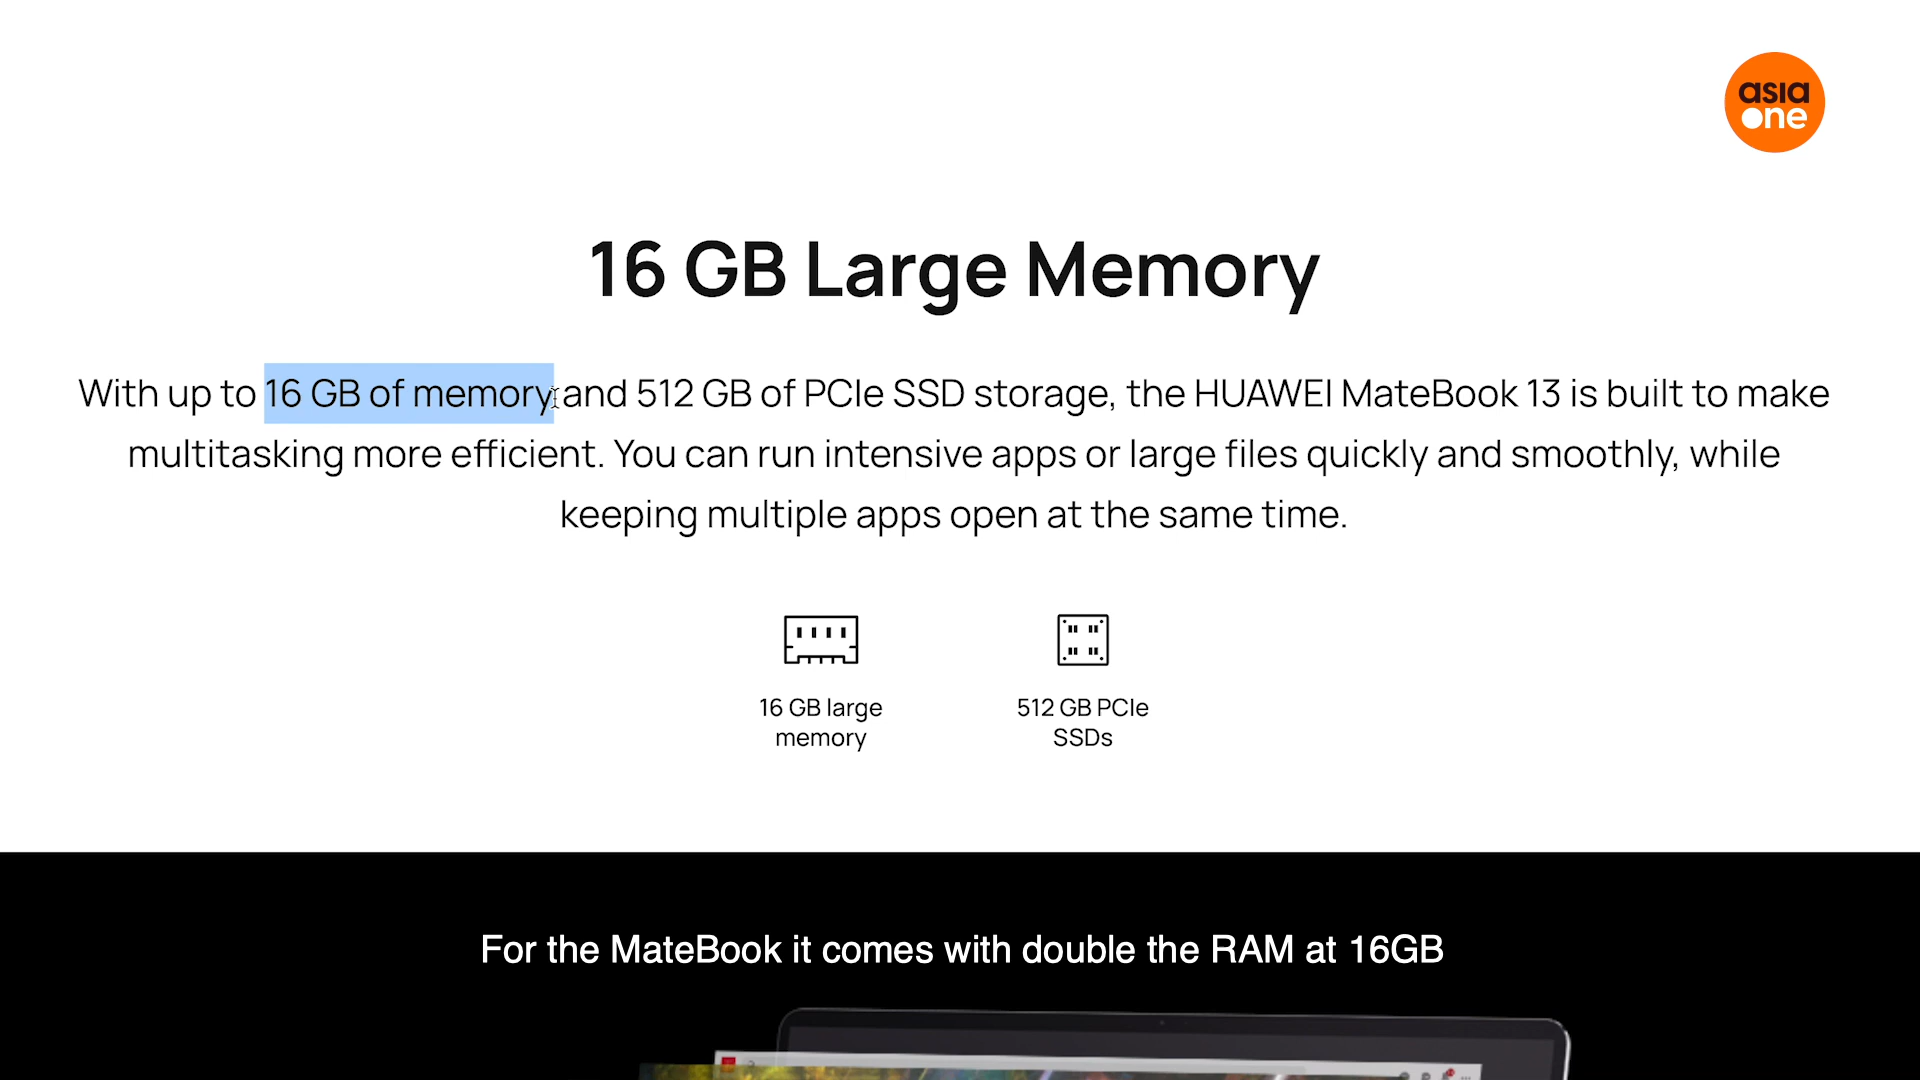 asia
one
16 GB Large Memory
With up to 16 GB of memory and 512 GB of PCIe SSD storage, the HUAWEI MateBook 13 is built to make
multitasking more efficient. You can run intensive apps or large files quickly and smoothly, while
keeping multiple apps open at the same time.
16 GB large
memory
512 GB PCIe
SSDs
For the MateBook it comes with double the RAM at 16GB